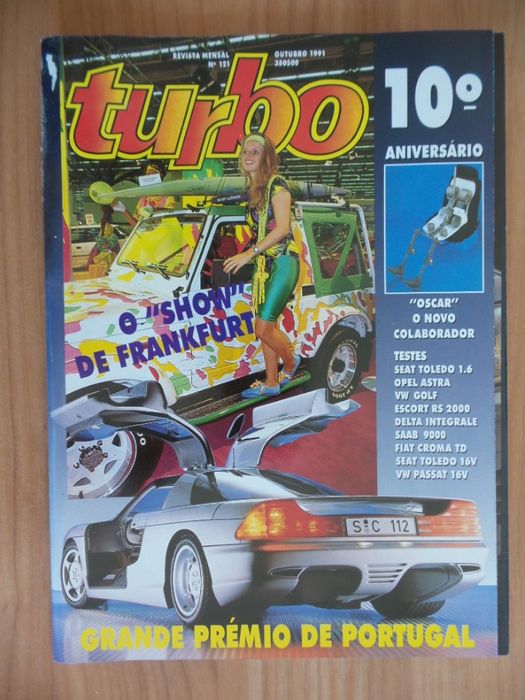 REVISTA MENSAL
Nº 121
OUTUBRO 1991
350$00
turbo
10º
ANIVERSÁRIO
O "SHOW"
DE FRANKFURT
"OSCAR"
O NOVO
COLABORADOR
TESTES
SEAT TOLEDO 1.6
OPEL ASTRA
VW GOLF
ESCORT RS 2000
DELTA INTEGRALE
SAAB 9000
FIAT CROMA TD
SEAT TOLEDO 16V
VW PASSAT 16V
S C 112
GRANDE PRÉMIO DE PORTUGAL